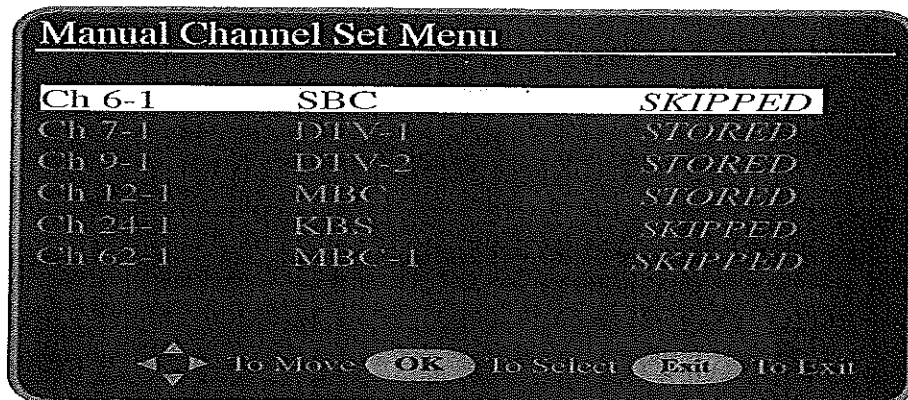 Manual Channel Set Menu
Ch 6-1 SBC SKIPPED
Ch 7-1 DTV-1 STORED
Ch 9-1 DTV-2 STORED
Ch 12-1 MBC STORED
Ch 24-1 KBS SKIPPED
Ch 62-1 MBC-1 SKIPPED
To Move OK To Select Exit To Exit